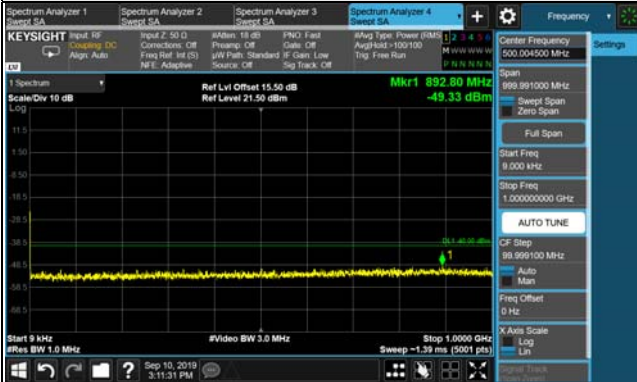 Spectrum Analyzer 1
Swept SA
Spectrum Analyzer 2
Swept SA
Spectrum Analyzer 3
Swept SA
Spectrum Analyzer 4
Swept SA
+
Frequency
KEYSIGHT
Input: RF
Coupling: DC
Align: Auto
Input Z: 50 Ω
Corrections: Off
Freq Ref: Int (S)
NFE: Adaptive
#Atten: 18 dB
Preamp: Off
µW Path: Standard
Source: Off
PNO: Fast
Gate: Off
IF Gain: Low
Sig Track: Off
#Avg Type: Power (RMS
Avg|Hold:>100/100
Trig: Free Run
1 2 3 4 5 6
M W W W W W
P N N N N N
Center Frequency
500.004500 MHz
Settings
1 Spectrum
Scale/Div 10 dB
Log
Ref Lvl Offset 15.50 dB
Ref Level 21.50 dBm
Mkr1 892.80 MHz
-49.33 dBm
Span
999.991000 MHz
Swept Span
Zero Span
Full Span
Start Freq
9.000 kHz
Stop Freq
1.000000000 GHz
AUTO TUNE
CF Step
99.999100 MHz
Auto
Man
Freq Offset
0 Hz
X Axis Scale
Log
Lin
Signal Track
11.5
1.50
-8.50
-18.5
-28.5
-38.5
-48.5
-58.5
-68.5
1
Start 9 kHz
#Res BW 1.0 MHz
#Video BW 3.0 MHz
Stop 1.0000 GHz
Sweep ~1.39 ms (5001 pts)
?
Sep 10, 2019
3:11:31 PM